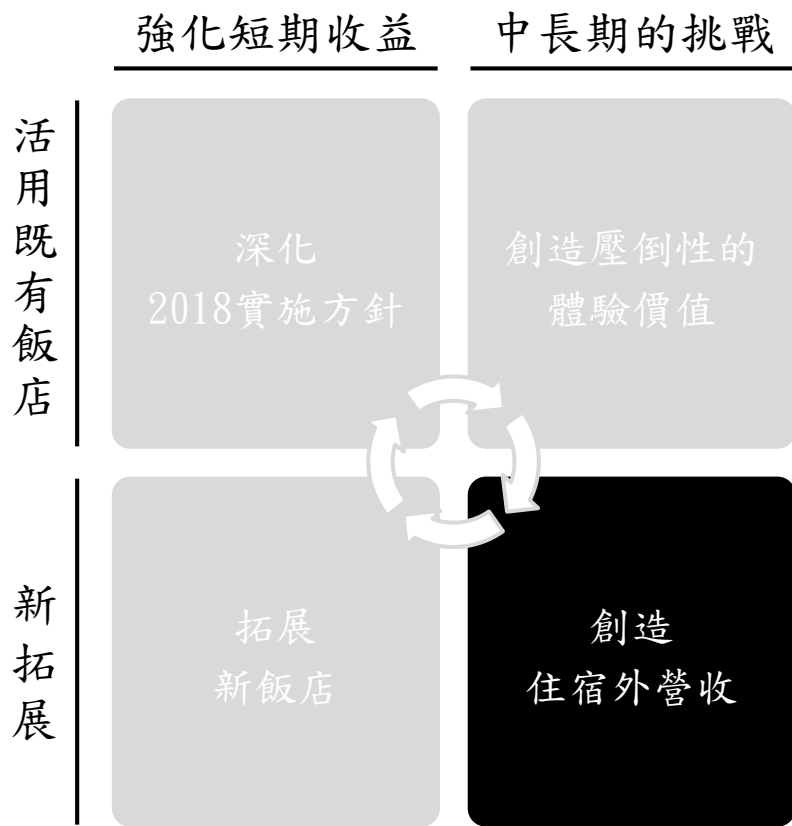 強化短期收益
中長期的挑戰
活用既有飯店
深化
2018實施方針
創造壓倒性的
體驗價值
新拓展
拓展
新飯店
創造
住宿外營收